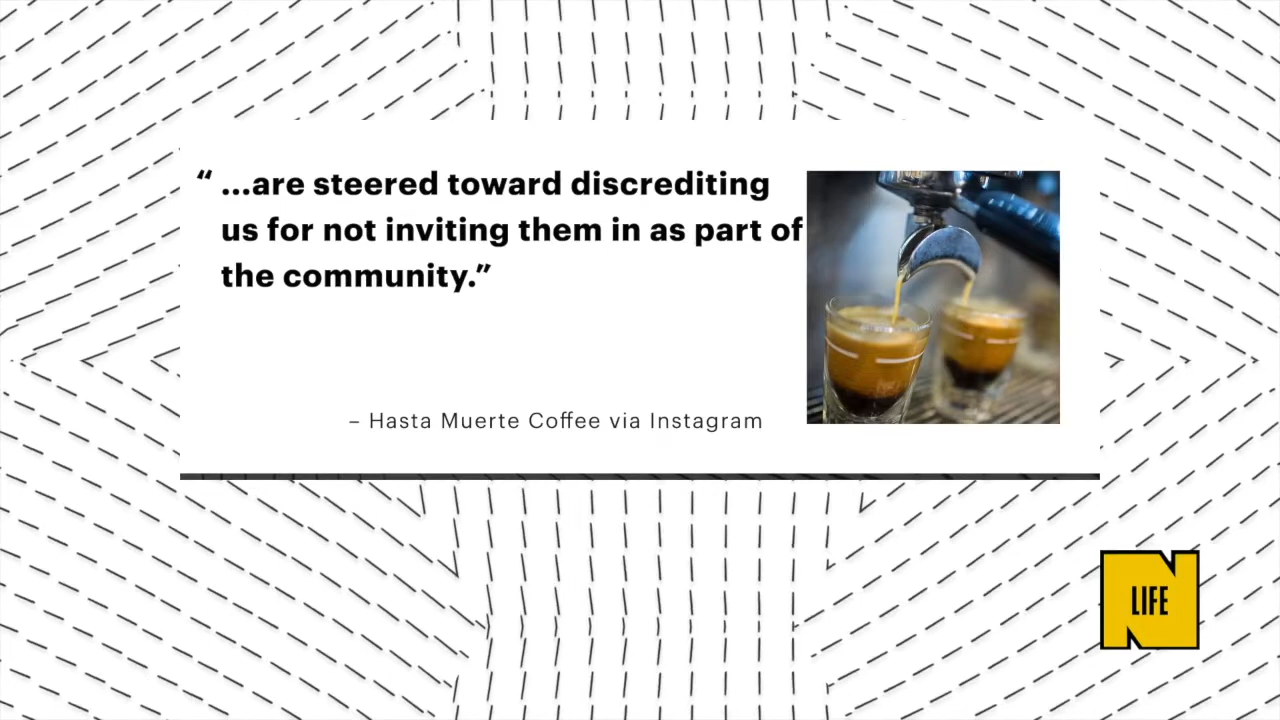 “ ...are steered toward discrediting
us for not inviting them in as part of
the community.”
– Hasta Muerte Coffee via Instagram
LIFE